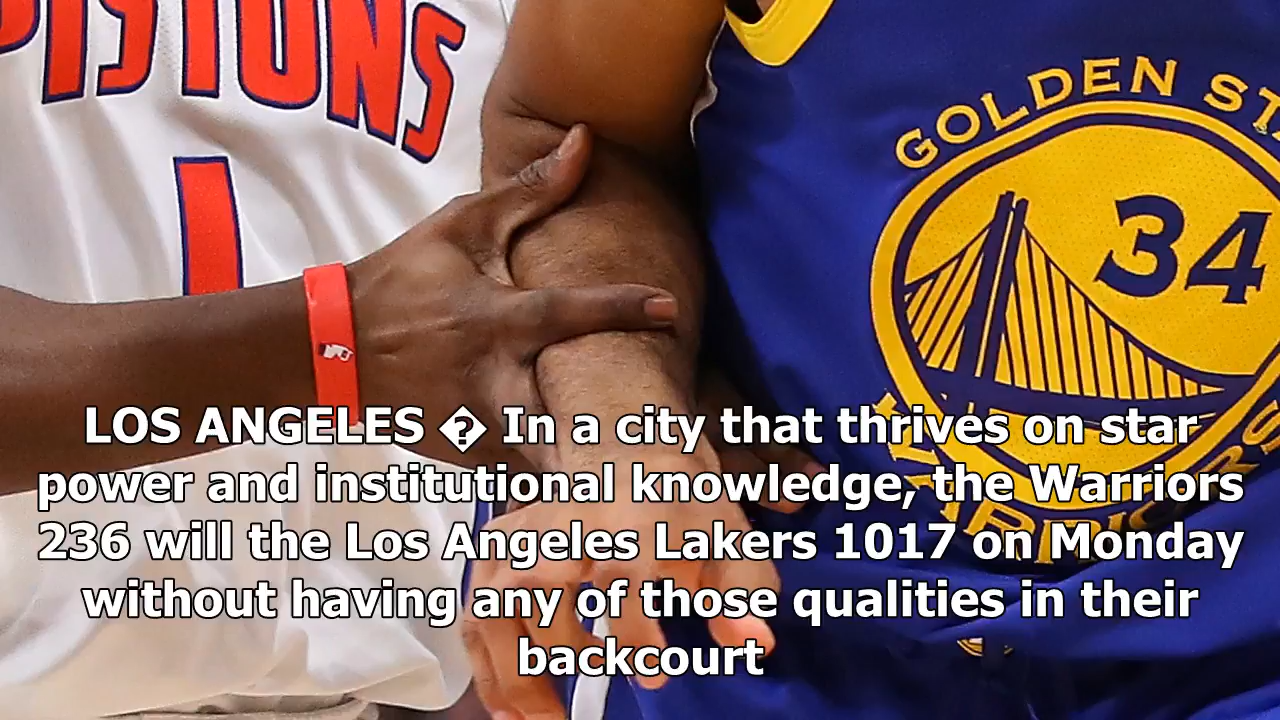 PISTONS
1
GOLDEN ST
34
WARRIORS
LOS ANGELES � In a city that thrives on star
power and institutional knowledge, the Warriors
236 will the Los Angeles Lakers 1017 on Monday
without having any of those qualities in their
backcourt